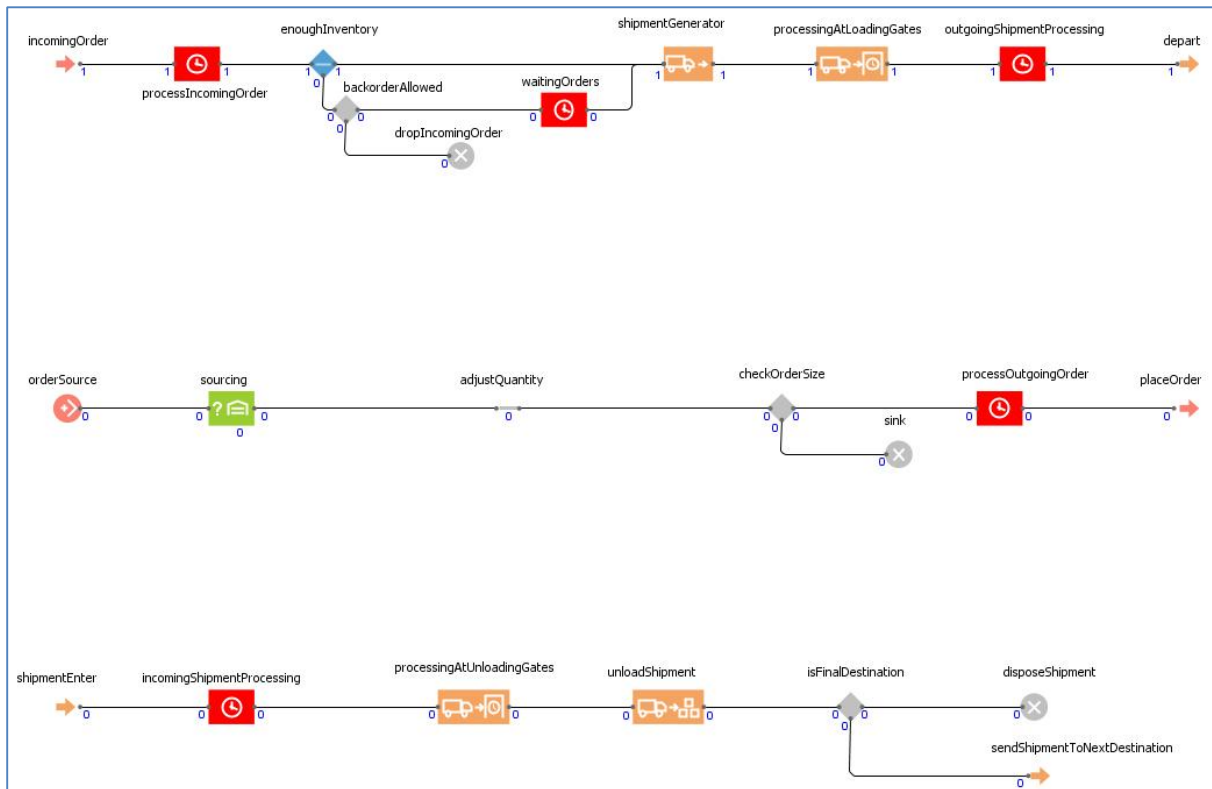 incomingOrder
processIncomingOrder
enoughInventory
backorderAllowed
dropIncomingOrder
waitingOrders
shipmentGenerator
processingAtLoadingGates
outgoingShipmentProcessing
depart
1 1 1 1 1 1 1 1 1 1 1
0
0 0 0 0
0
0
orderSource
sourcing
adjustQuantity
checkOrderSize
processOutgoingOrder
placeOrder
sink
?
0 0 0 0 0 0 0 0 0
0 0
0
shipmentEnter
incomingShipmentProcessing
processingAtUnloadingGates
unloadShipment
isFinalDestination
disposeShipment
sendShipmentToNextDestination
0 0 0 0 0 0 0 0 0 0 0
0
0